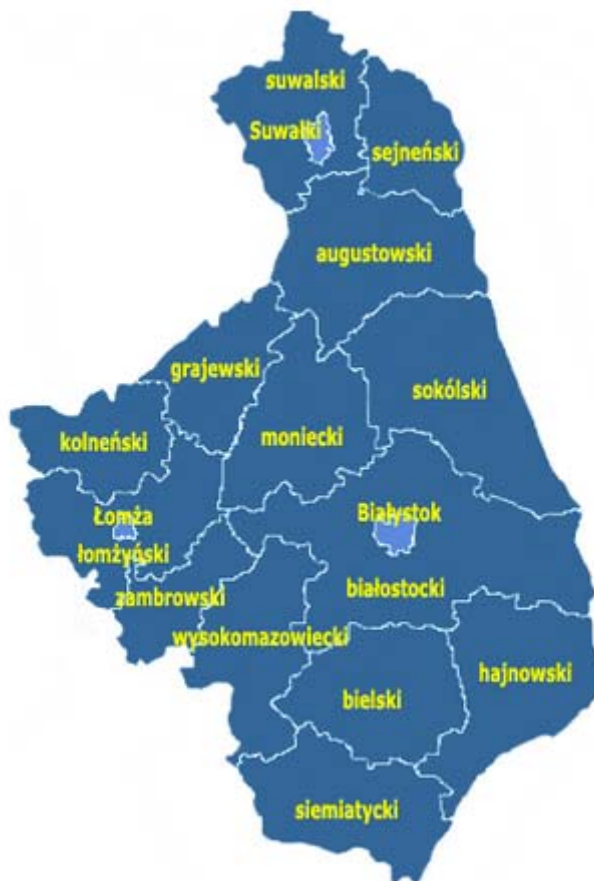 suwalski
Suwałki
sejneński
augustowski
grajewski
sokólski
kolneński
moniecki
Łomża
Białystok
łomżyński
białostocki
zambrowski
wysokomazowiecki
hajnowski
bielski
siemiatycki